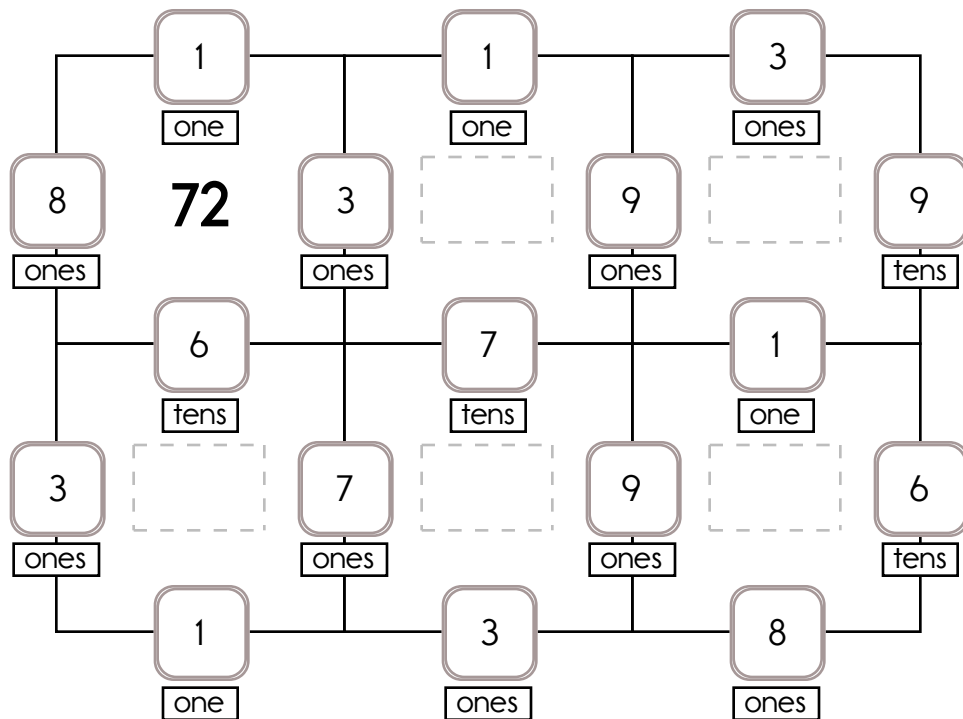 1 1 3
one one ones
8 72 3 9 9
ones ones ones tens
6 7 1
tens tens one
3 7 9 6
ones ones ones tens
1 3 8
one ones ones